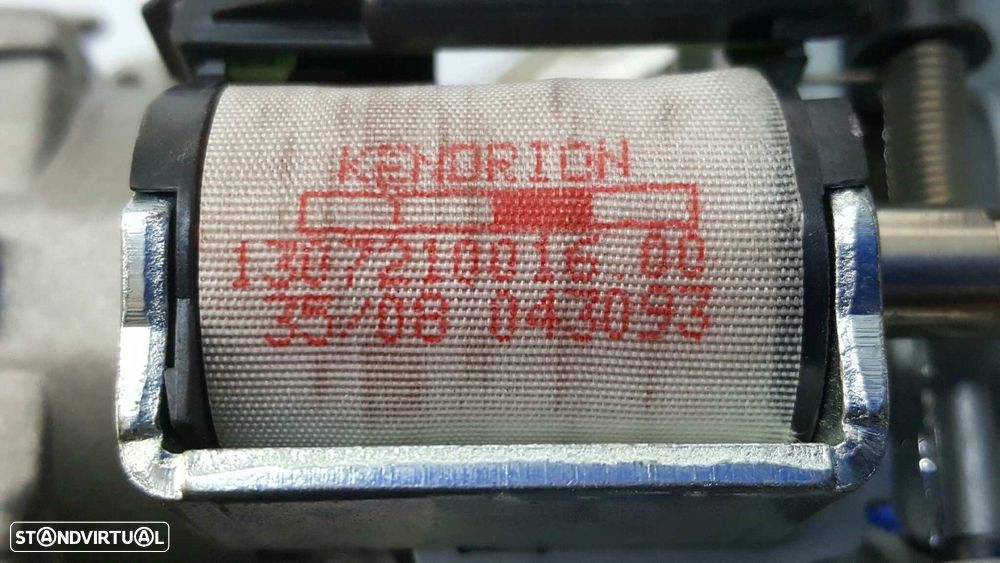 KENDRION
1307210016.00
35/08 043093
STANDVIRTUAL